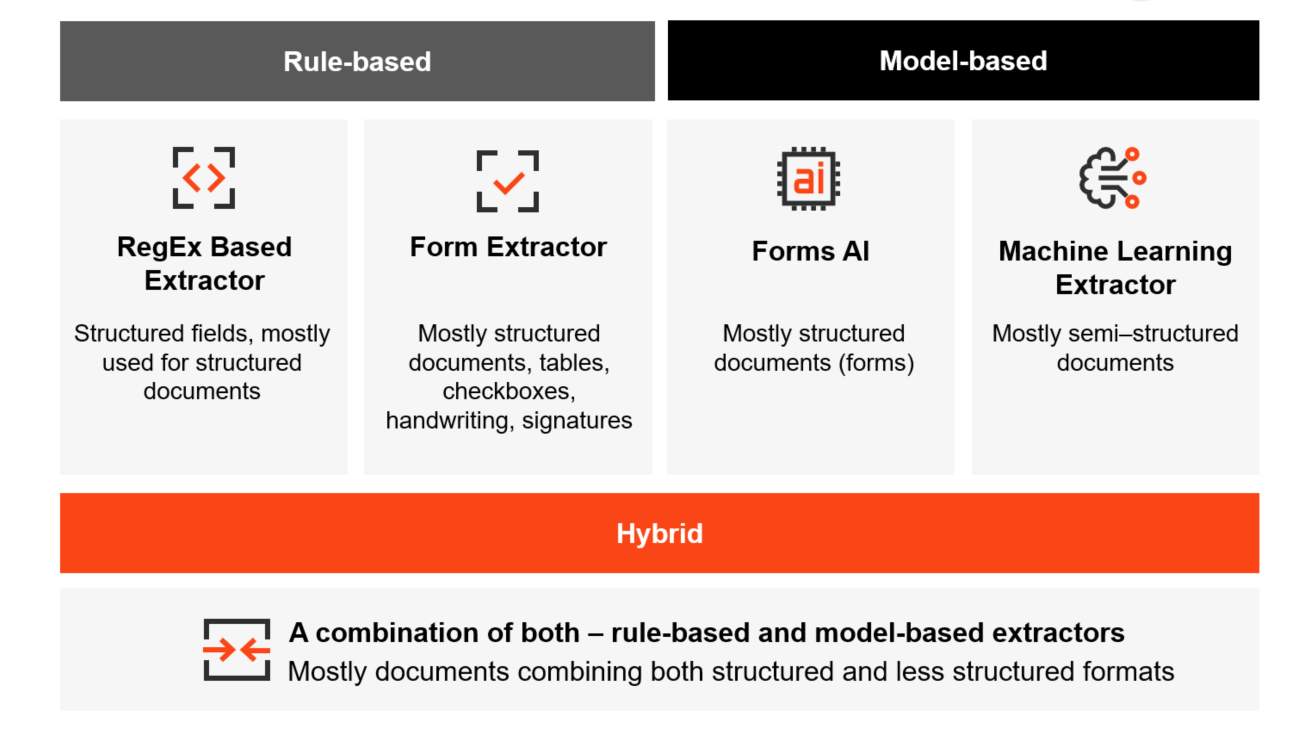 Rule-based
Model-based
RegEx Based
Extractor
Structured fields, mostly
used for structured
documents
Form Extractor
Mostly structured
documents, tables,
checkboxes,
handwriting, signatures
ai
Forms AI
Mostly structured
documents (forms)
Machine Learning
Extractor
Mostly semi–structured
documents
Hybrid
A combination of both – rule-based and model-based extractors
Mostly documents combining both structured and less structured formats